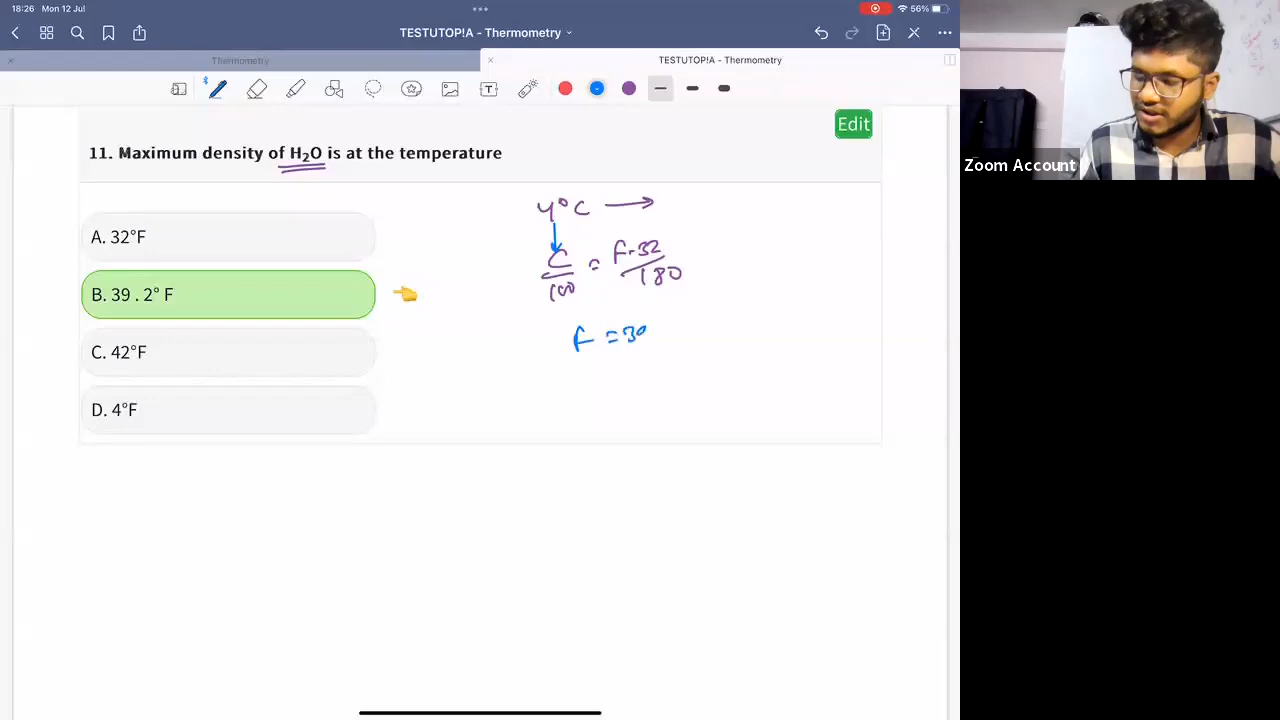 18:26 Mon 12 Jul
56%
TESTUTOP!A - Thermometry
Thermometry
TESTUTOP!A - Thermometry
T
Edit
11. Maximum density of H₂O is at the temperature
A. 32°F
B. 39 . 2° F
C. 42°F
D. 4°F
4°C →
C/100 = F-32/180
F = 39
Zoom Account